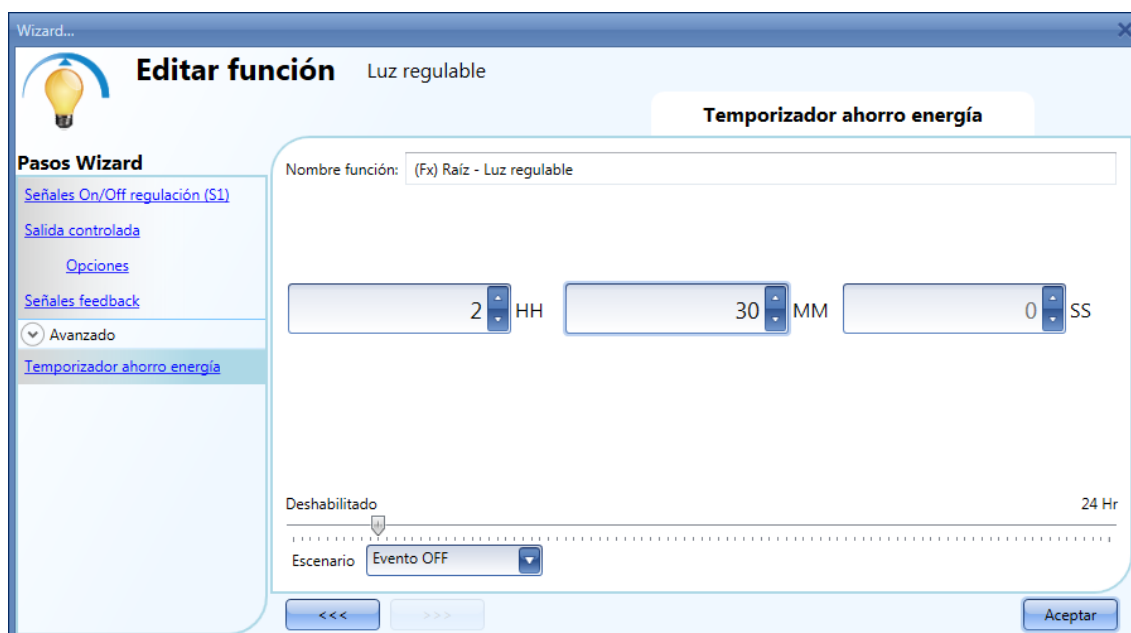 Wizard...
Editar función Luz regulable
Temporizador ahorro energía
Pasos Wizard
Señales On/Off regulación (S1)
Salida controlada
Opciones
Señales feedback
Avanzado
Temporizador ahorro energía
Nombre función: (Fx) Raíz - Luz regulable
2 HH 30 MM 0 SS
Deshabilitado 24 Hr
Escenario Evento OFF
<<< >>> Aceptar